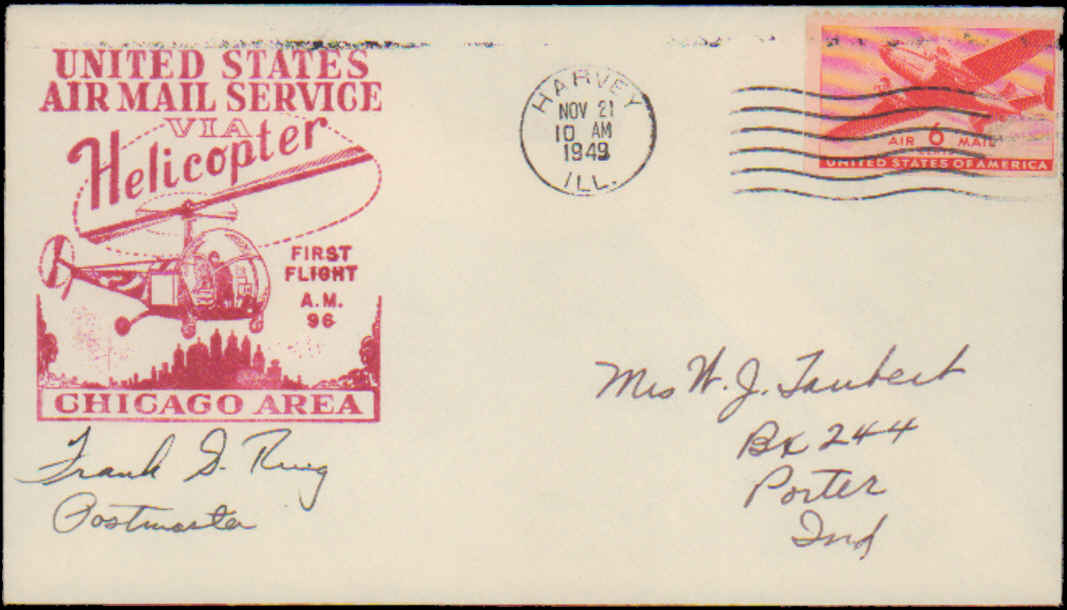 UNITED STATES
AIR MAIL SERVICE
VIA
Helicopter
FIRST
FLIGHT
A.M.
96
CHICAGO AREA
Frank
Postmaster
HARVEY
NOV 21
10 AM
1949
ILL.
AIR 6 MAIL
CENTS
UNITED STATES OF AMERICA
Mrs W. J. Taubert
Bx 244
Porter
Ind